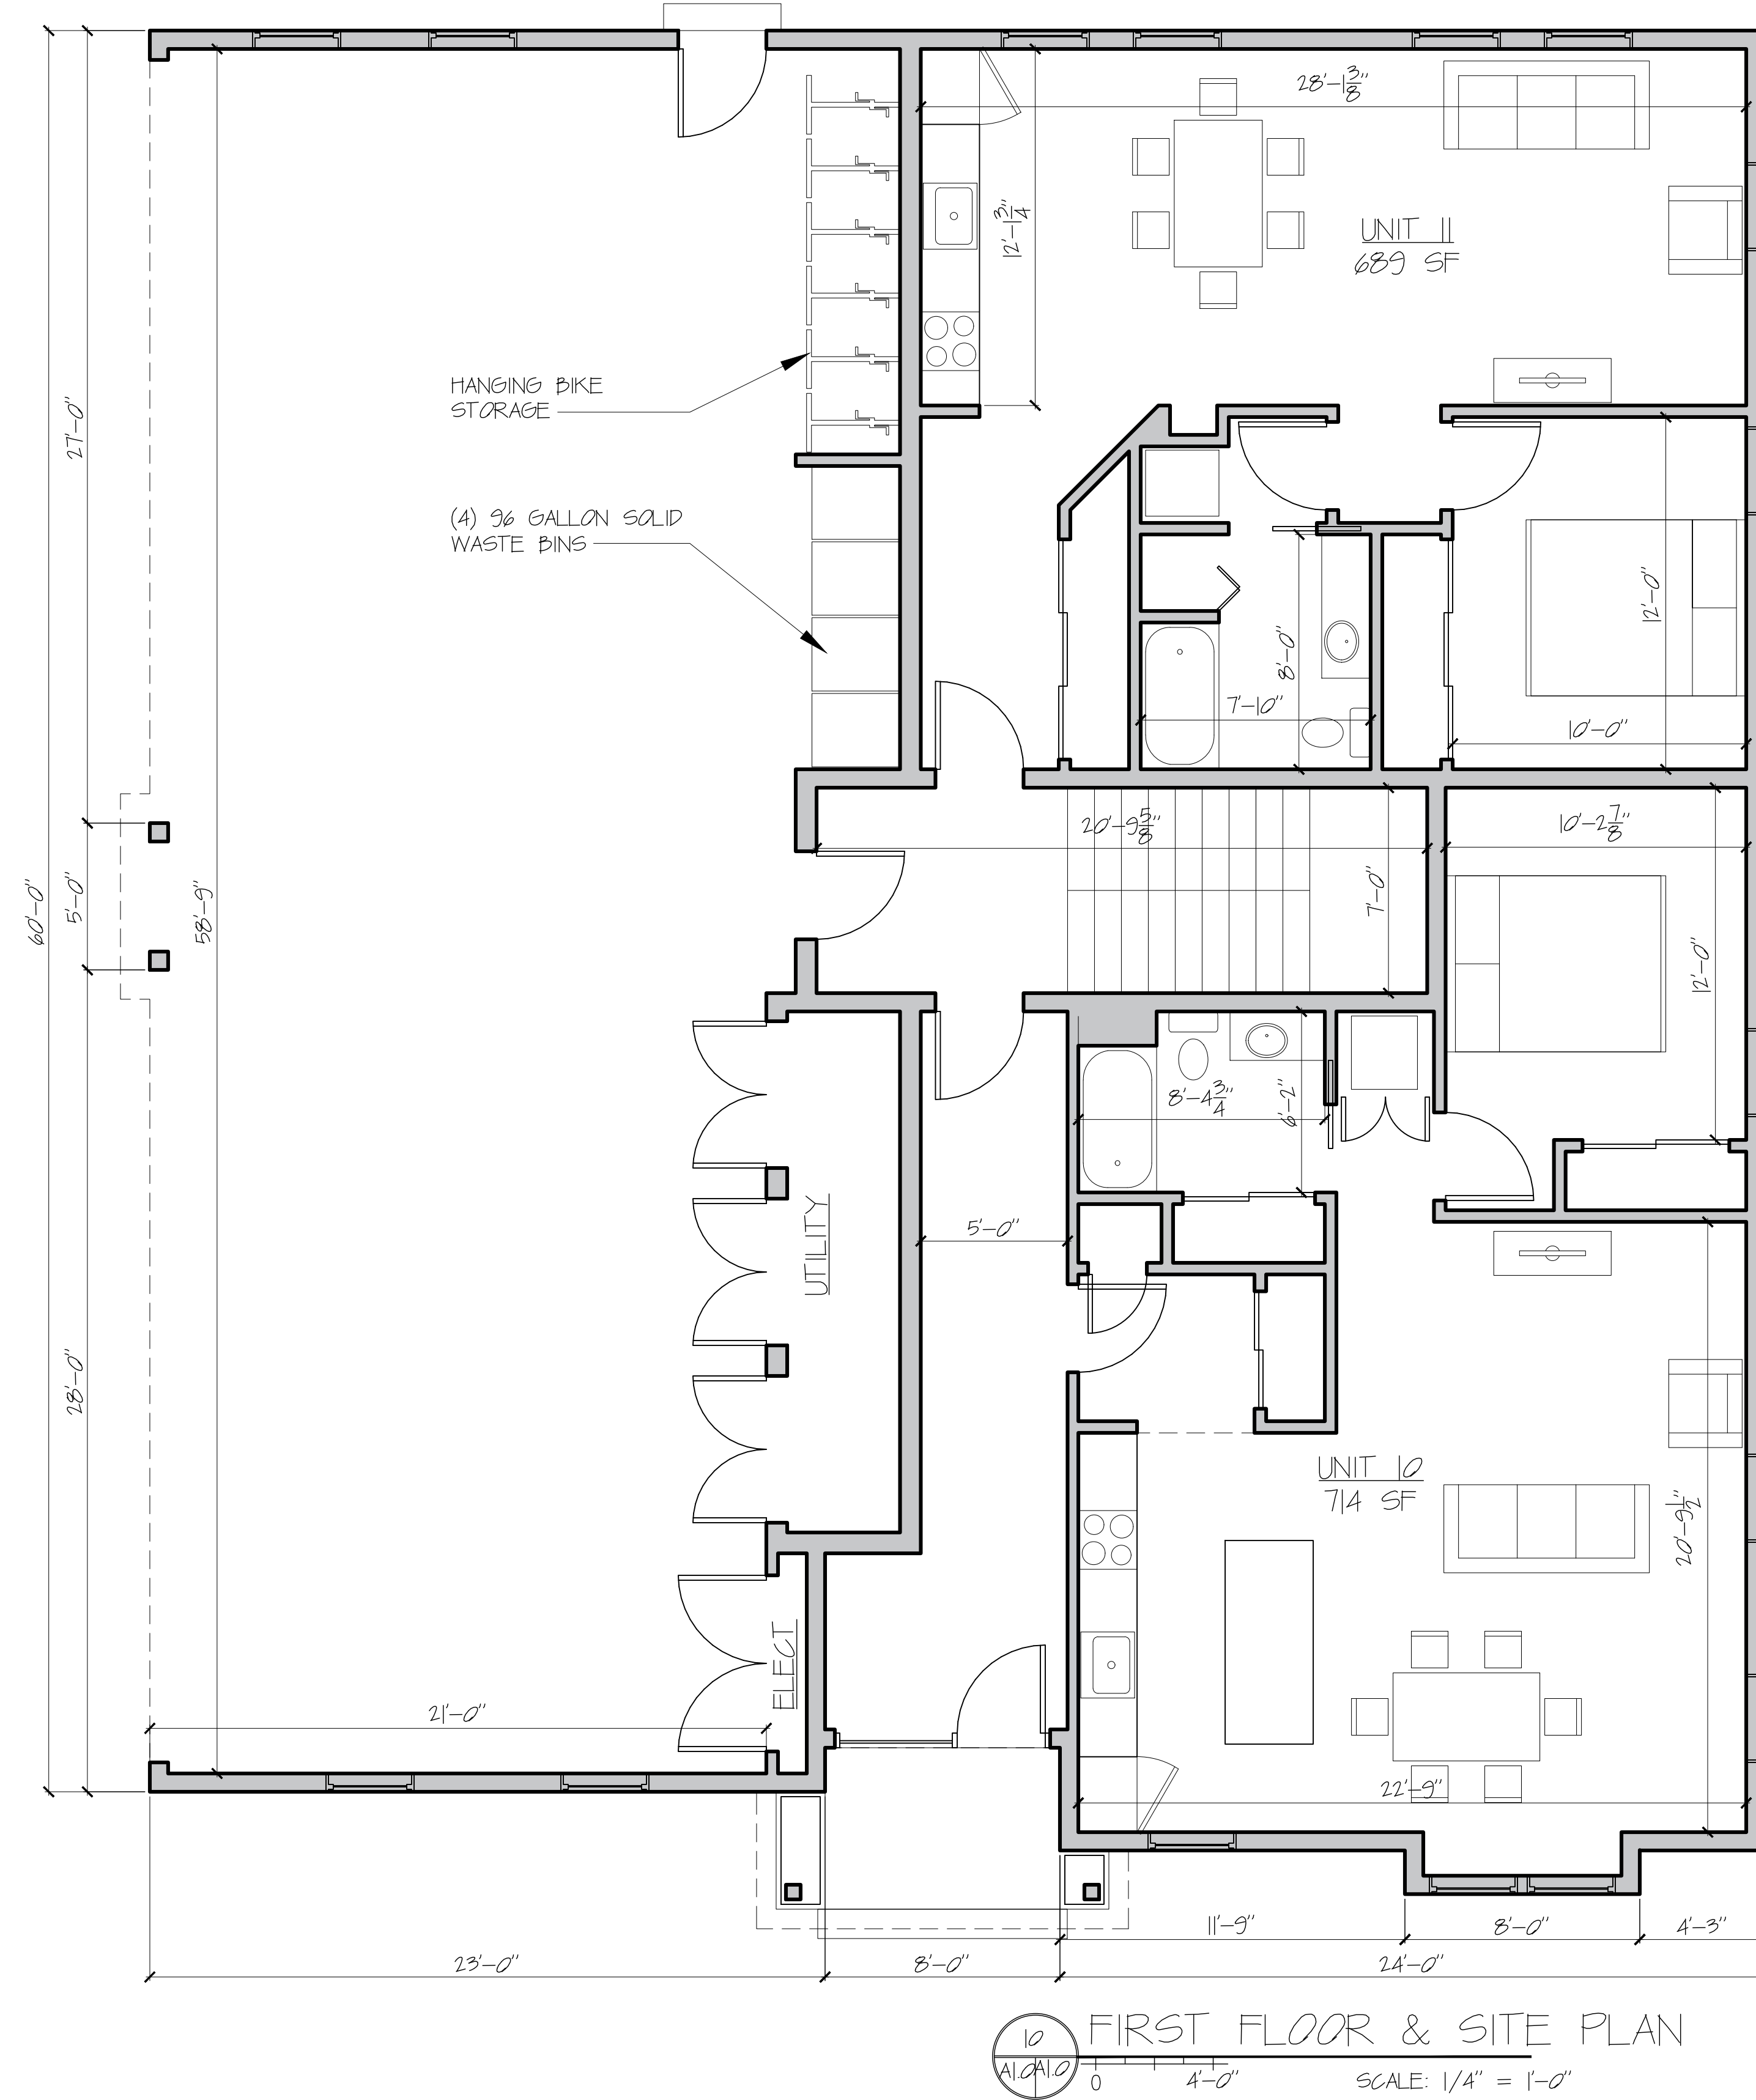 28'-1 3/8"
12'-1 3/4"
UNIT 11
689 SF
HANGING BIKE
STORAGE
27'-0"
(4) 96 GALLON SOLID
WASTE BINS
12'-0"
8'-0"
7'-10"
10'-0"
20'-9 5/8"
10'-2 7/8"
60'-0"
5'-0"
58'-9"
7'-0"
12'-0"
8'-4 3/4"
6'-2"
UTILITY
5'-0"
28'-0"
UNIT 10
714 SF
20'-9 1/2"
ELECT
21'-0"
22'-9"
11'-9"
8'-0"
4'-3"
23'-0"
8'-0"
24'-0"
10
A1.0
A1.0
FIRST FLOOR & SITE PLAN
0
4'-0"
SCALE: 1/4" = 1'-0"